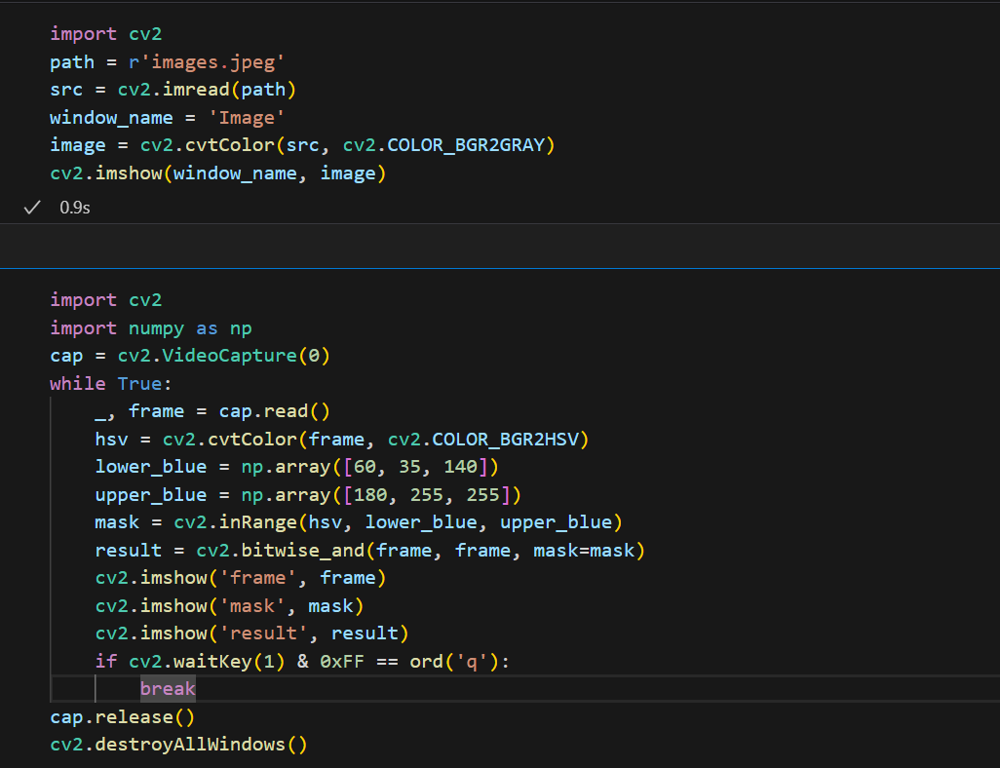 import cv2
path = r'images.jpeg'
src = cv2.imread(path)
window_name = 'Image'
image = cv2.cvtColor(src, cv2.COLOR_BGR2GRAY)
cv2.imshow(window_name, image)
0.9s
import cv2
import numpy as np
cap = cv2.VideoCapture(0)
while True:
    _, frame = cap.read()
    hsv = cv2.cvtColor(frame, cv2.COLOR_BGR2HSV)
    lower_blue = np.array([60, 35, 140])
    upper_blue = np.array([180, 255, 255])
    mask = cv2.inRange(hsv, lower_blue, upper_blue)
    result = cv2.bitwise_and(frame, frame, mask=mask)
    cv2.imshow('frame', frame)
    cv2.imshow('mask', mask)
    cv2.imshow('result', result)
    if cv2.waitKey(1) & 0xFF == ord('q'):
        break
cap.release()
cv2.destroyAllWindows()